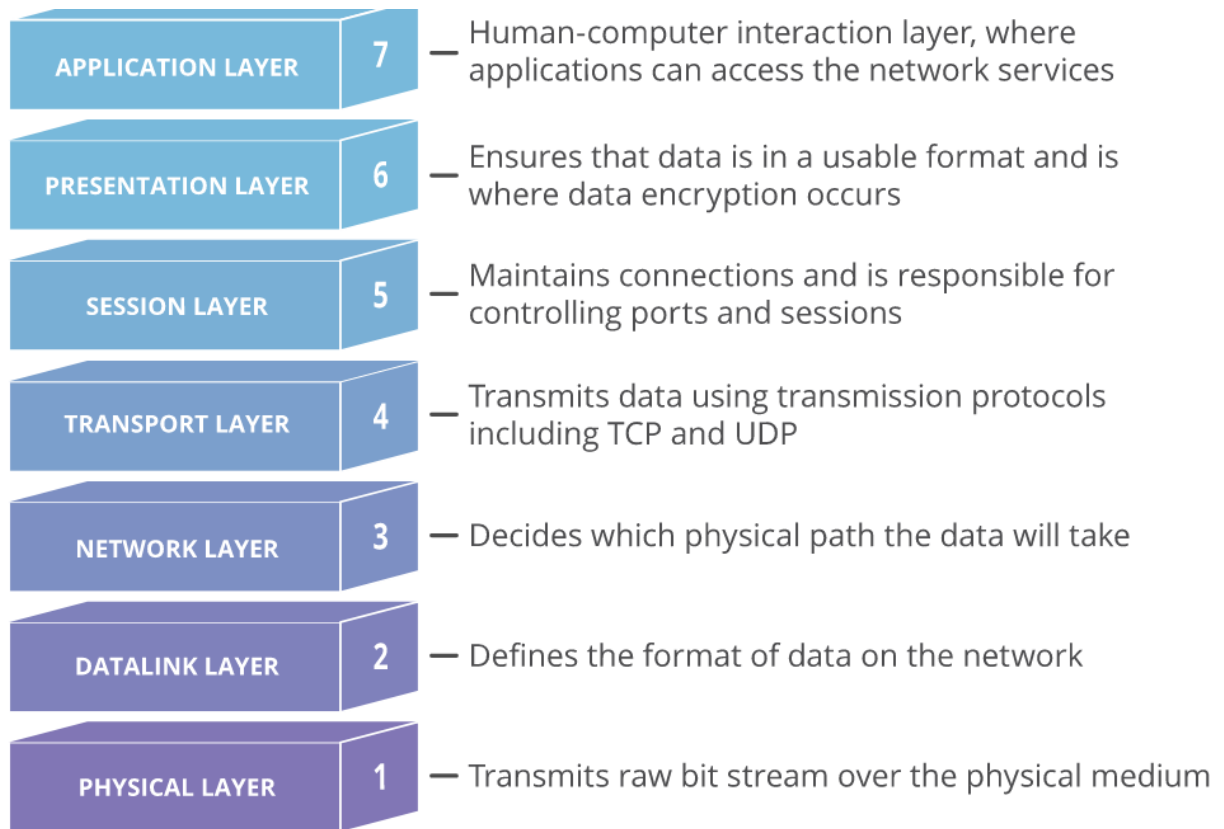 APPLICATION LAYER 7 — Human-computer interaction layer, where
applications can access the network services
PRESENTATION LAYER 6 — Ensures that data is in a usable format and is
where data encryption occurs
SESSION LAYER 5 — Maintains connections and is responsible for
controlling ports and sessions
TRANSPORT LAYER 4 — Transmits data using transmission protocols
including TCP and UDP
NETWORK LAYER 3 — Decides which physical path the data will take
DATALINK LAYER 2 — Defines the format of data on the network
PHYSICAL LAYER 1 — Transmits raw bit stream over the physical medium